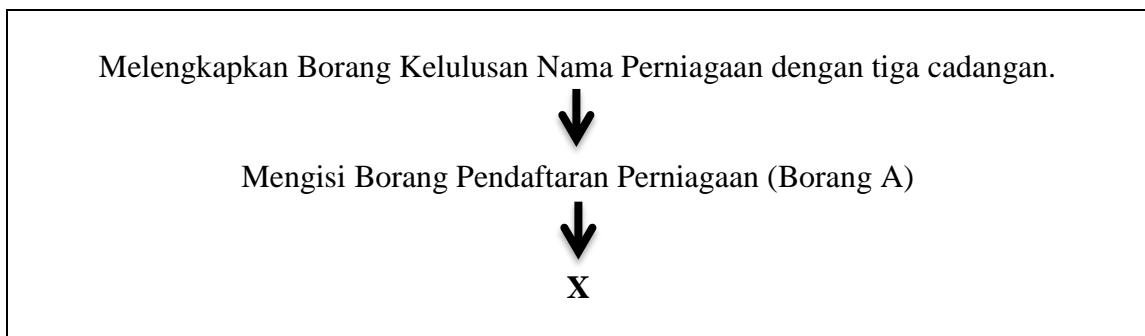 Melengkapkan Borang Kelulusan Nama Perniagaan dengan tiga cadangan.
Mengisi Borang Pendaftaran Perniagaan (Borang A)
X